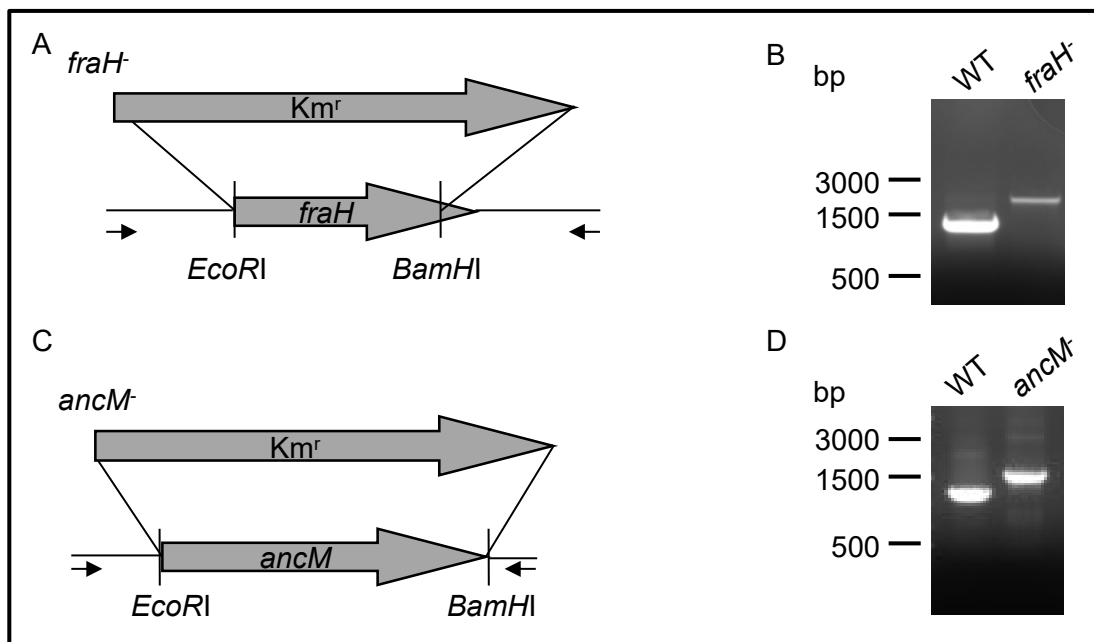 A
fraH-
Kmr
fraH
EcoRI
BamHI
B
bp
WT
fraH-
3000
1500
500
C
ancM-
Kmr
ancM
EcoRI
BamHI
D
bp
WT
ancM-
3000
1500
500